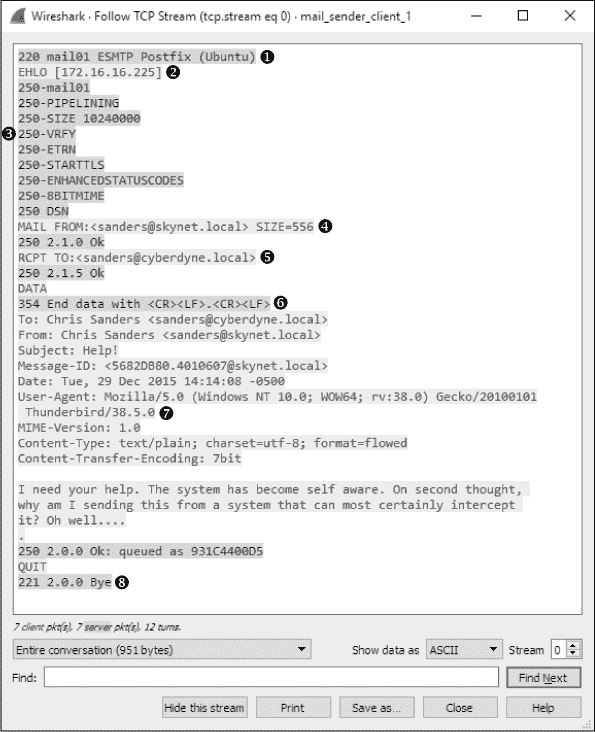 Wireshark · Follow TCP Stream (tcp.stream eq 0) · mail_sender_client_1
220 mail01 ESMTP Postfix (Ubuntu) ❶
EHLO [172.16.16.225] ❷
250-mail01
250-PIPELINING
250-SIZE 10240000
❸ 250-VRFY
250-ETRN
250-STARTTLS
250-ENHANCEDSTATUSCODES
250-8BITMIME
250 DSN
MAIL FROM:<sanders@skynet.local> SIZE=556 ❹
250 2.1.0 Ok
RCPT TO:<sanders@cyberdyne.local> ❺
250 2.1.5 Ok
DATA
354 End data with <CR><LF>.<CR><LF> ❻
To: Chris Sanders <sanders@cyberdyne.local>
From: Chris Sanders <sanders@skynet.local>
Subject: Help!
Message-ID: <5682DB80.4010607@skynet.local>
Date: Tue, 29 Dec 2015 14:14:08 -0500
User-Agent: Mozilla/5.0 (Windows NT 10.0; WOW64; rv:38.0) Gecko/20100101
Thunderbird/38.5.0 ❼
MIME-Version: 1.0
Content-Type: text/plain; charset=utf-8; format=flowed
Content-Transfer-Encoding: 7bit
I need your help. The system has become self aware. On second thought,
why am I sending this from a system that can most certainly intercept
it? Oh well....
.
250 2.0.0 Ok: queued as 931C4400D5
QUIT
221 2.0.0 Bye ❽
7 client pkt(s), 7 server pkt(s), 12 turns.
Entire conversation (951 bytes) Show data as ASCII Stream 0
Find: Find Next
Hide this stream Print Save as... Close Help